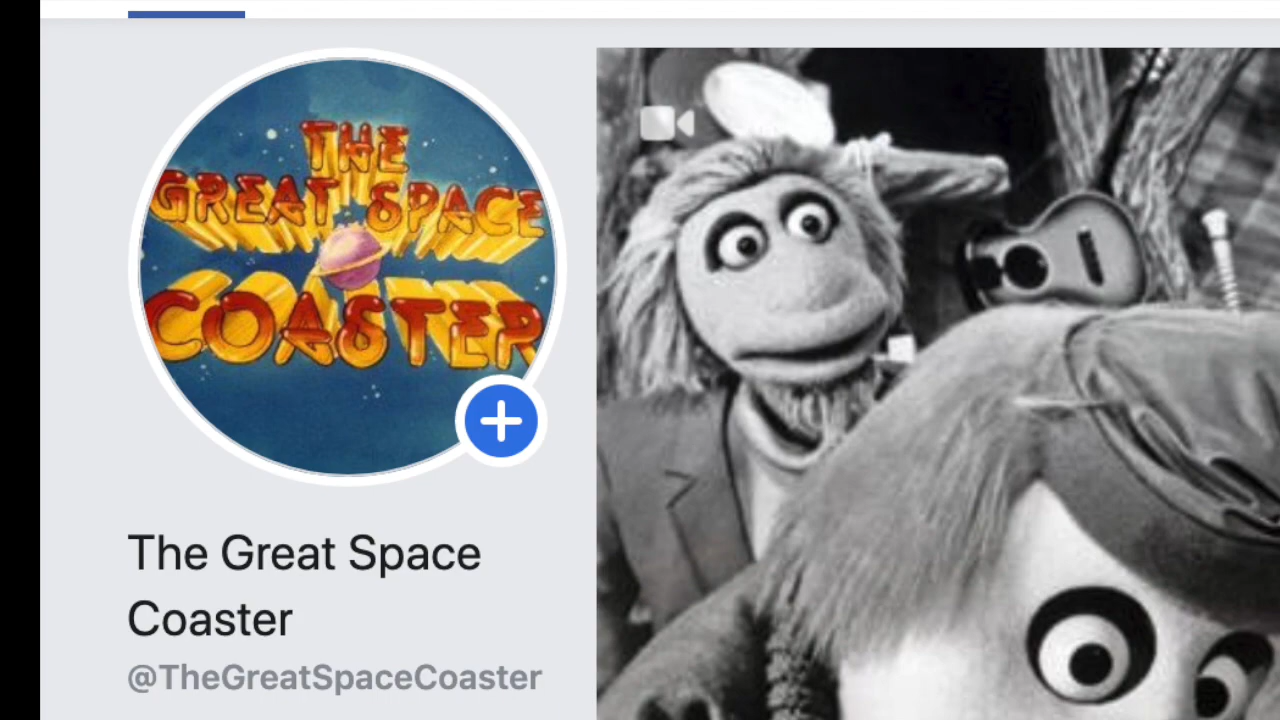 THE
GREAT SPACE
COASTER
The Great Space
Coaster
@TheGreatSpaceCoaster